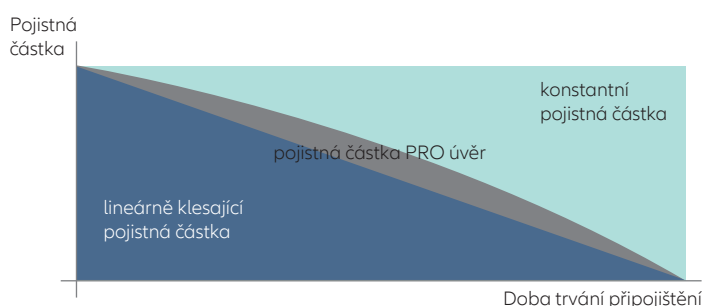 Pojistná
částka
konstantní
pojistná částka
pojistná částka PRO úvěr
lineárně klesající
pojistná částka
Doba trvání připojištění